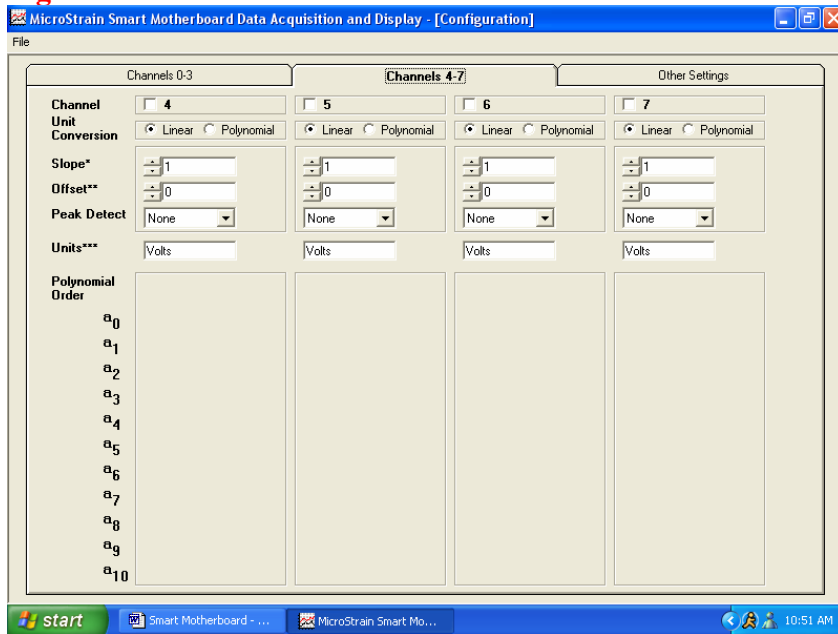 MicroStrain Smart Motherboard Data Acquisition and Display - [Configuration]
File
Channels 0-3 Channels 4-7 Other Settings
Channel 4 5 6 7
Unit
Conversion Linear Polynomial Linear Polynomial Linear Polynomial Linear Polynomial
Slope* 1 1 1 1
Offset** 0 0 0 0
Peak Detect None None None None
Units*** Volts Volts Volts Volts
Polynomial
Order
a0
a1
a2
a3
a4
a5
a6
a7
a8
a9
a10
start Smart Motherboard - ... MicroStrain Smart Mo... 10:51 AM